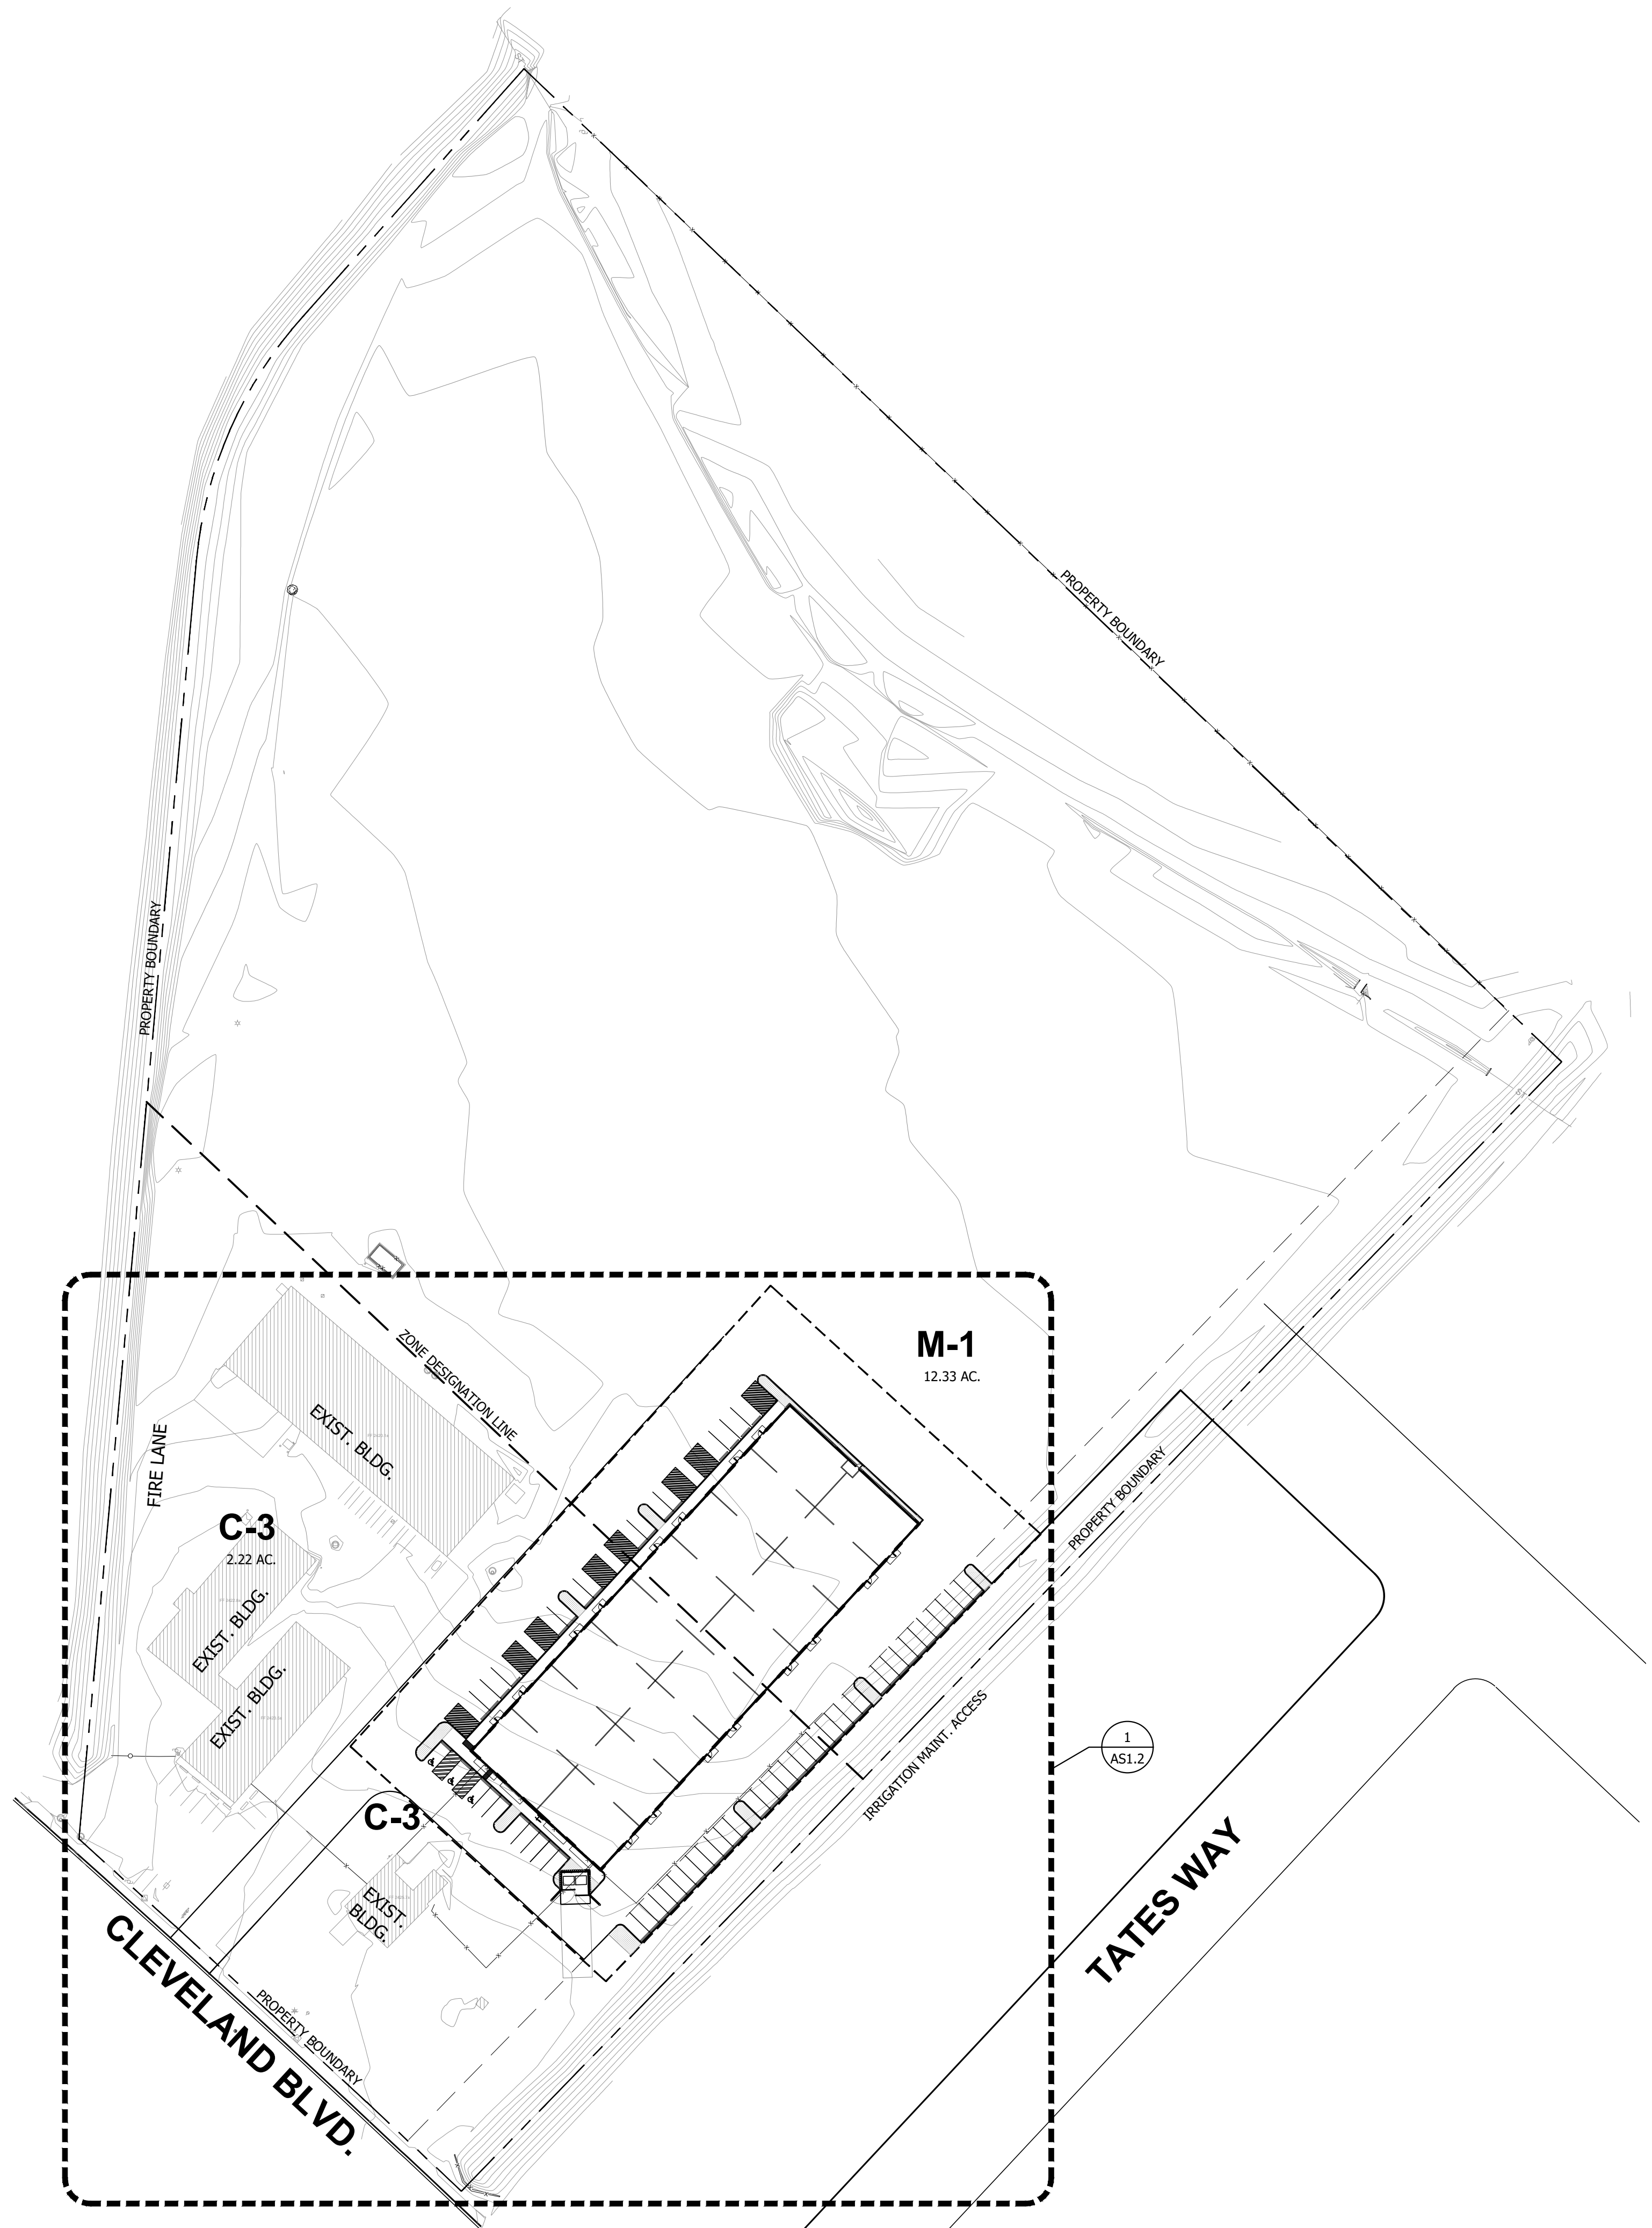 PROPERTY BOUNDARY
PROPERTY BOUNDARY
ZONE DESIGNATION LINE
M-1
12.33 AC.
EXIST. BLDG.
FIRE LANE
C-3
2.22 AC.
PROPERTY BOUNDARY
EXIST. BLDG.
EXIST. BLDG.
IRRIGATION MAINT. ACCESS
1
AS1.2
C-3
TATES WAY
EXIST.
BLDG.
CLEVELAND BLVD.
PROPERTY BOUNDARY